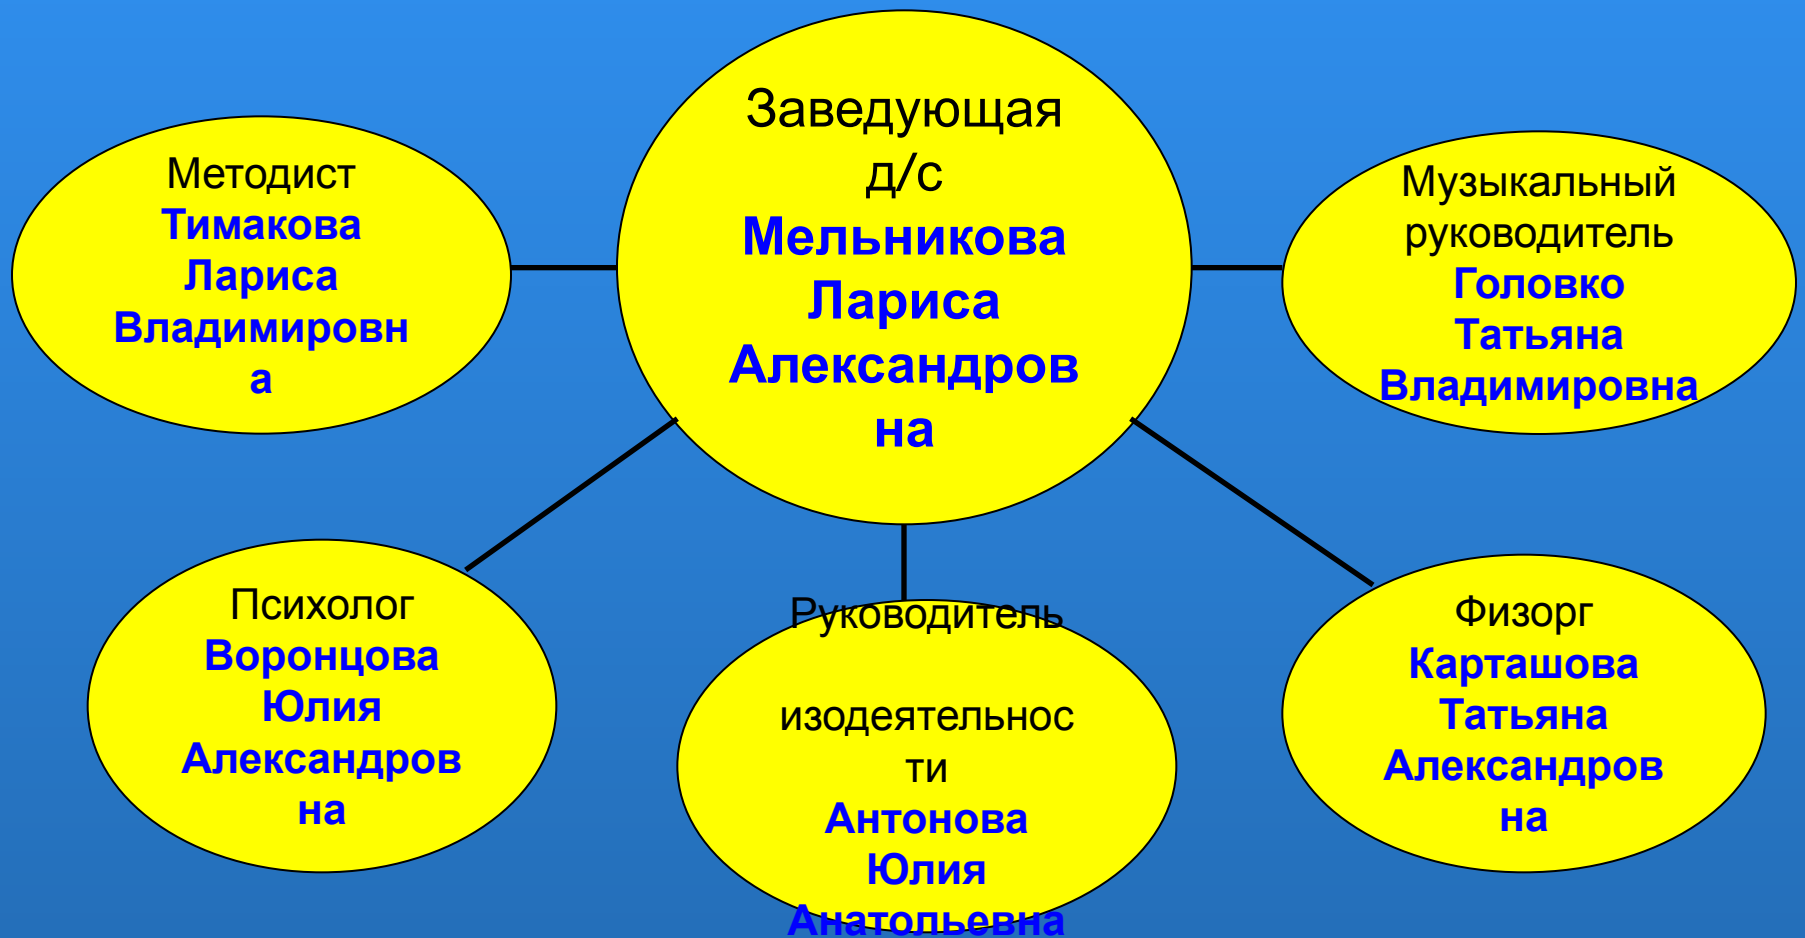 Заведующая
д/с
Мельникова
Лариса
Александров
на
Методист
Тимакова
Лариса
Владимировн
а
Музыкальный
руководитель
Головко
Татьяна
Владимировна
Психолог
Воронцова
Юлия
Александров
на
Руководитель
изодеятельнос
ти
Антонова
Юлия
Анатольевна
Физорг
Карташова
Татьяна
Александров
на